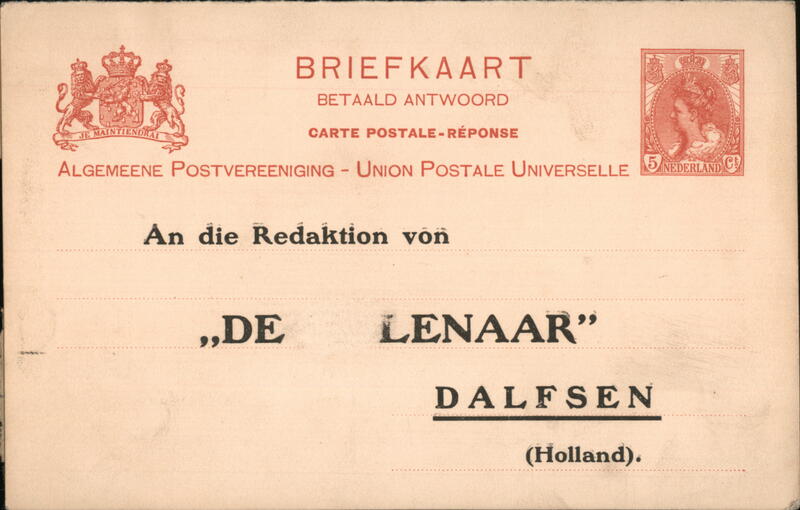 BRIEFKAART
BETAALD ANTWOORD
CARTE POSTALE-RÉPONSE
ALGEMEENE POSTVEREENIGING - UNION POSTALE UNIVERSELLE
JE MAINTIENDRAI
5 Ct
NEDERLAND
An die Redaktion von
„DE LENAAR”
DALFSEN
(Holland).